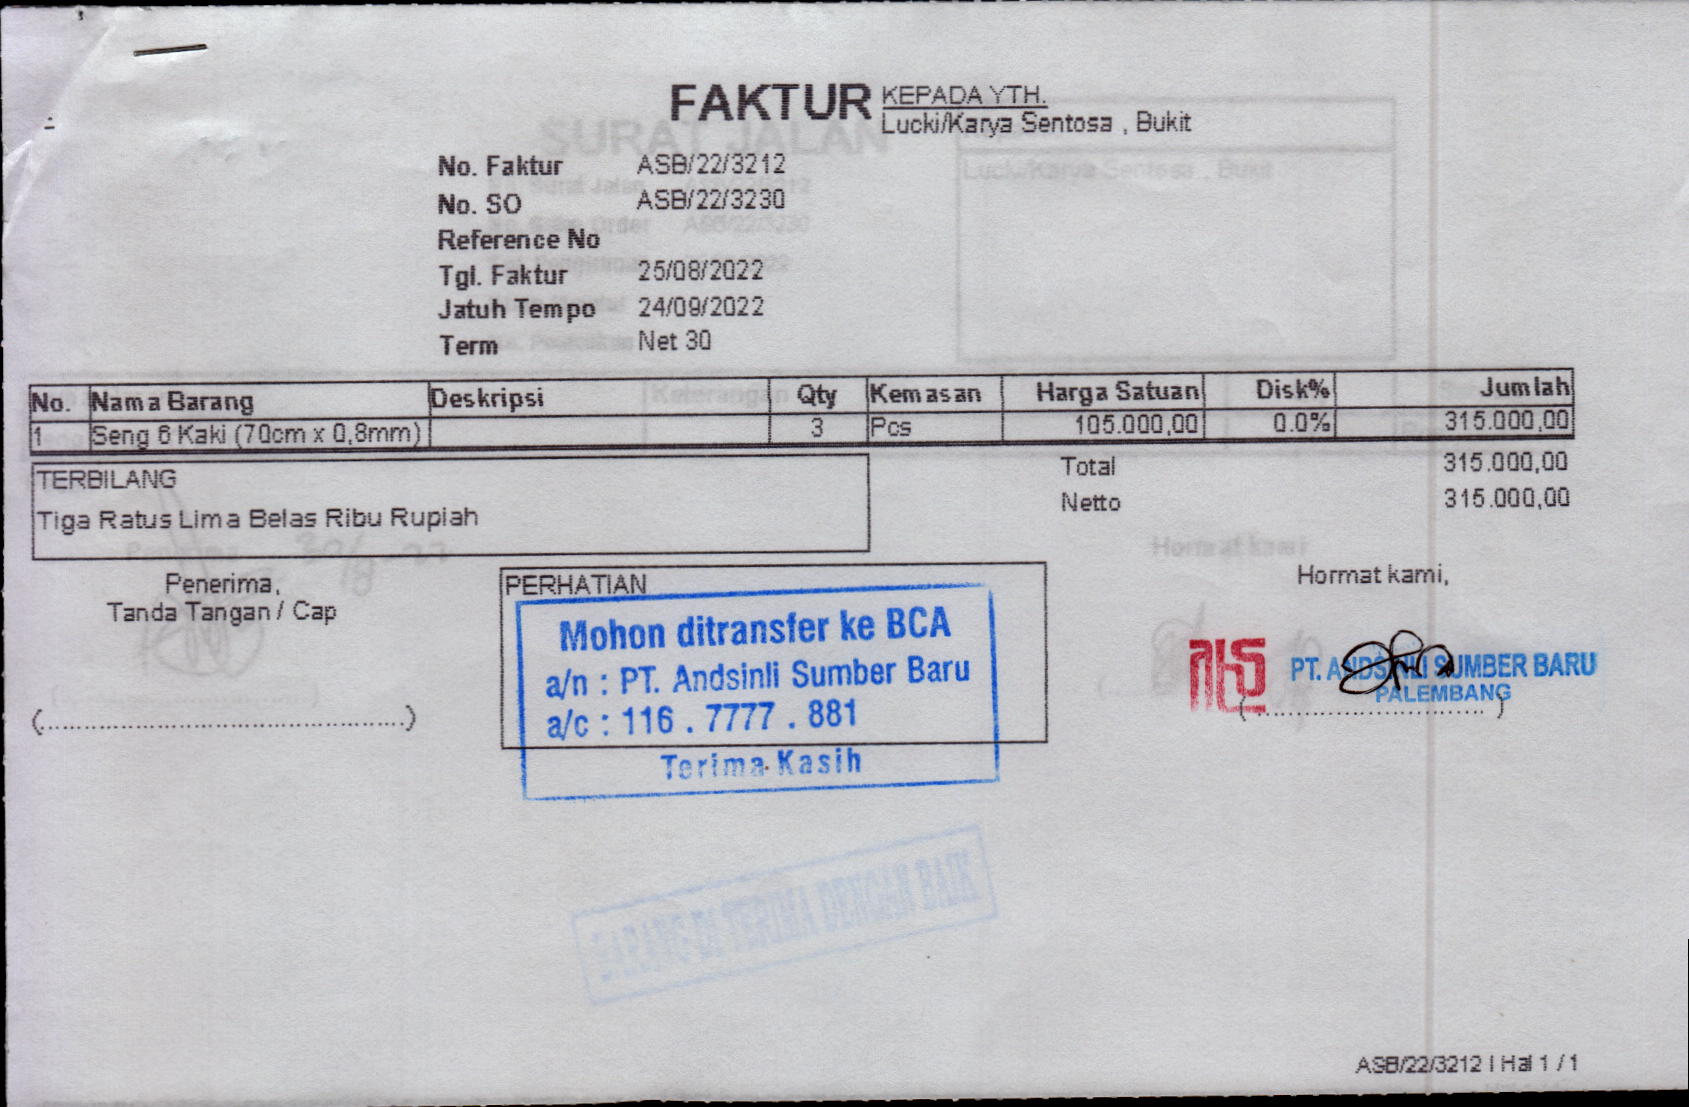 FAKTUR
KEPADA YTH.
Lucki/Karya Sentosa , Bukit
No. Faktur ASB/22/3212
No. SO ASB/22/3230
Reference No
Tgl. Faktur 25/08/2022
Jatuh Tempo 24/09/2022
Term Net 30
No. Nama Barang Deskripsi Qty Kemasan Harga Satuan Disk% Jumlah
1 Seng 6 Kaki (70cm x 0,8mm) 3 Pcs 105.000,00 0.0% 315.000,00
Total 315.000,00
Netto 315.000,00
TERBILANG
Tiga Ratus Lima Belas Ribu Rupiah
Penerima,
Tanda Tangan / Cap
(..........................................)
PERHATIAN
Mohon ditransfer ke BCA
a/n : PT. Andsinli Sumber Baru
a/c : 116 . 7777 . 881
Terima Kasih
Hormat kami,
PT. ANDSINLI SUMBER BARU
PALEMBANG
(..............................)
BARANG DI TERIMA DENGAN BAIK
ASB/22/3212 | Hal 1 / 1